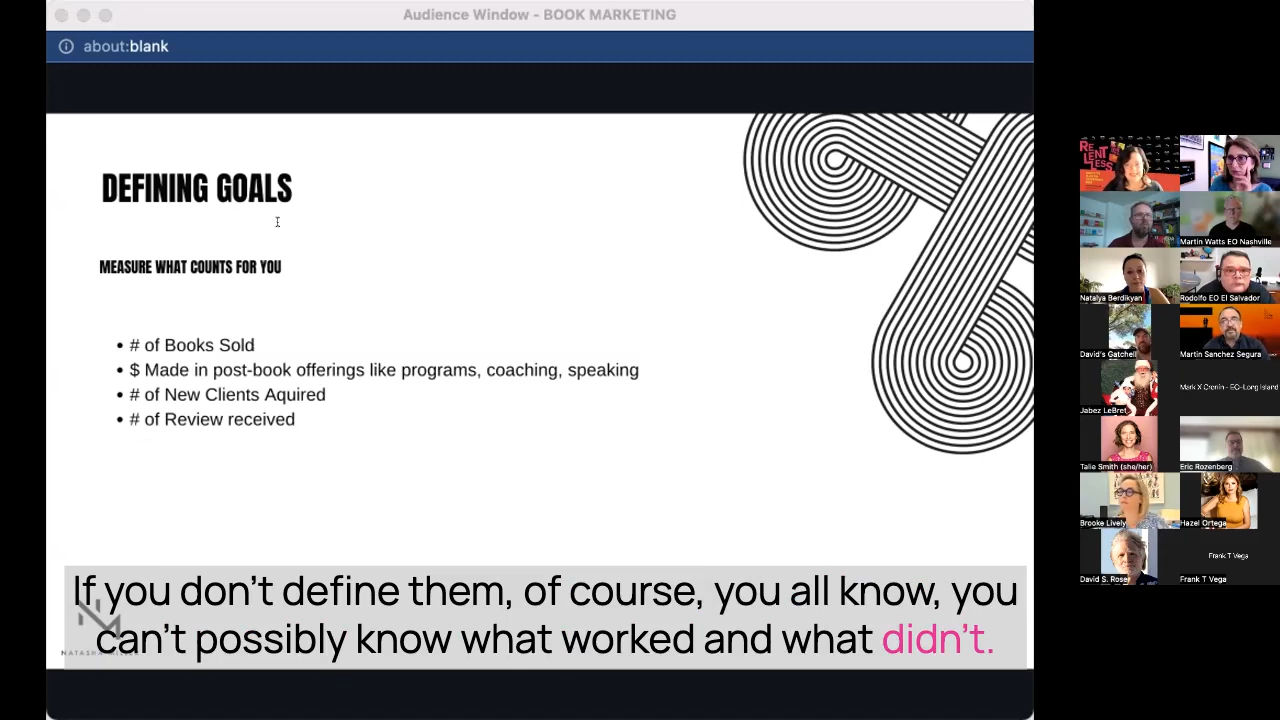 Audience Window - BOOK MARKETING
about:blank
DEFINING GOALS
MEASURE WHAT COUNTS FOR YOU
• # of Books Sold
• $ Made in post-book offerings like programs, coaching, speaking
• # of New Clients Aquired
• # of Review received
If you don't define them, of course, you all know, you
can't possibly know what worked and what didn't.
RELENTLESS
Martin Watts EO Nashville
Natalya Berdikyan
Rodolfo EO El Salvador
David's Gatchell
Martin Sanchez Segura
Jabez LeBret
Mark X Cronin - EO-Long Island
Talie Smith (she/her)
Eric Rozenberg
Brooke Lively
Hazel Ortega
David S. Rose
Frank T Vega
Frank T Vega